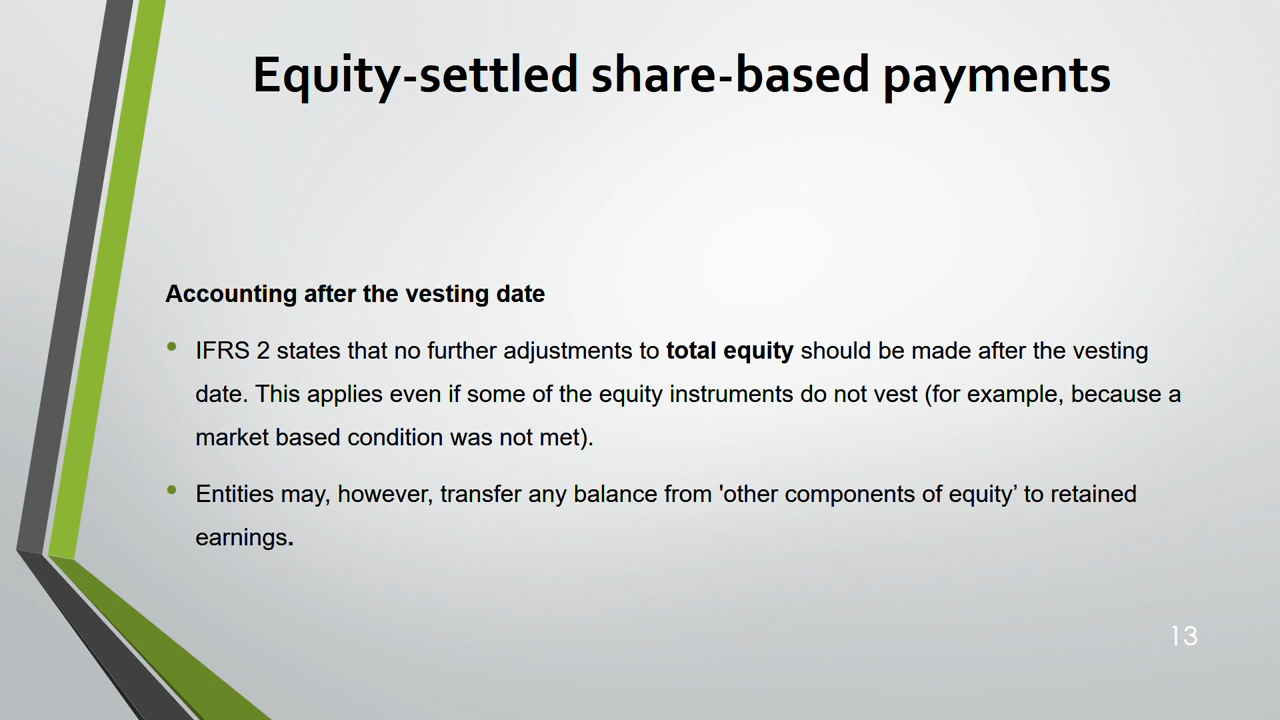 Equity-settled share-based payments
Accounting after the vesting date
• IFRS 2 states that no further adjustments to total equity should be made after the vesting
date. This applies even if some of the equity instruments do not vest (for example, because a
market based condition was not met).
• Entities may, however, transfer any balance from 'other components of equity’ to retained
earnings.
13